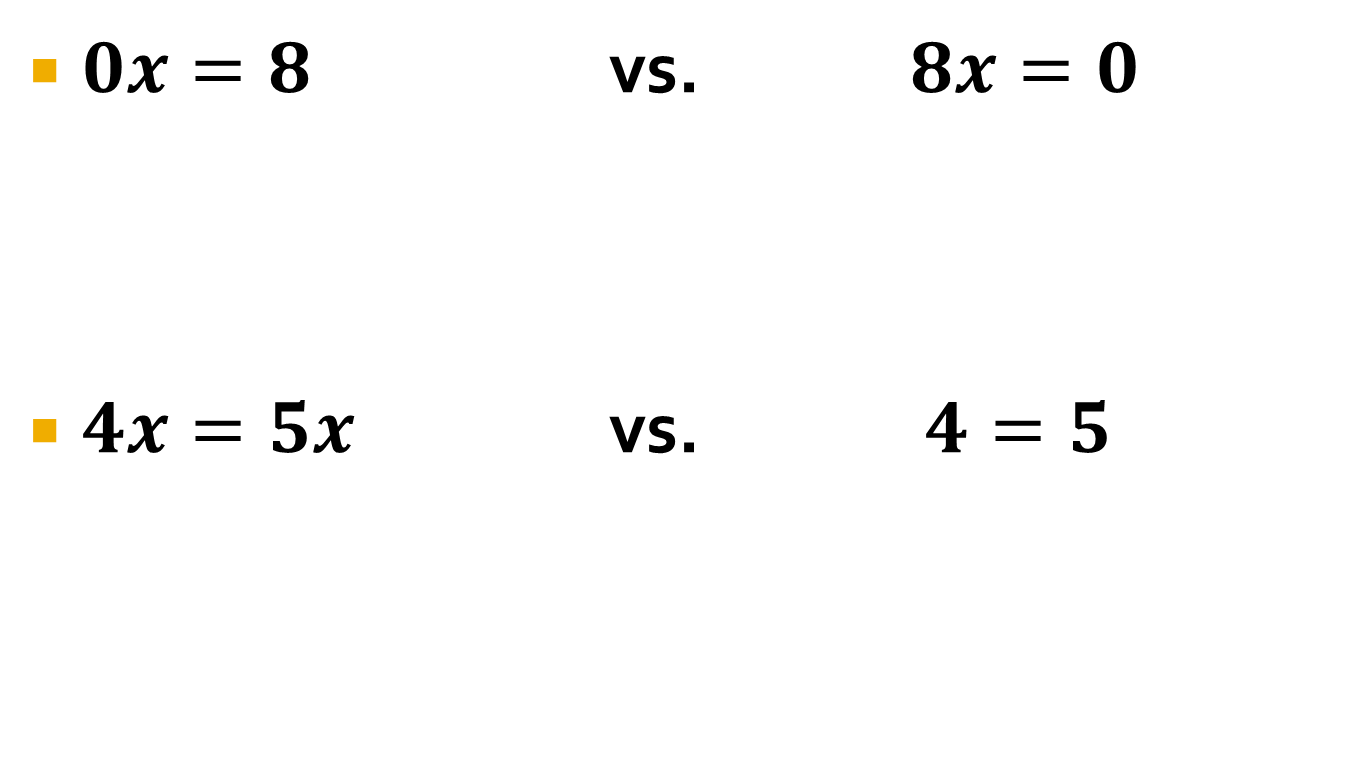 ▪ 0x = 8 vs. 8x = 0
▪ 4x = 5x vs. 4 = 5